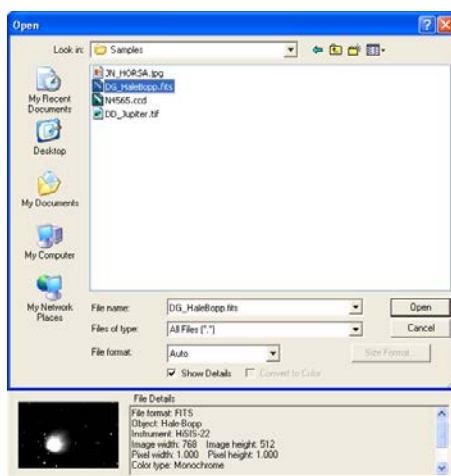 Open
Look in: Samples
JN_HORSA.jpg
DG_HaleBopp.fits
N4565.ccd
DD_Jupiter.tif
My Recent
Documents
Desktop
My Documents
My Computer
My Network
Places
File name: DG_HaleBopp.fits Open
Files of type: All Files (*.*) Cancel
File format: Auto Size Format...
Show Details Convert to Color
File Details
File format: FITS
Object: Hale-Bopp
Instrument: HiSIS-22
Image width: 768 Image height: 512
Pixel width: 1.000 Pixel height: 1.000
Color type: Monochrome